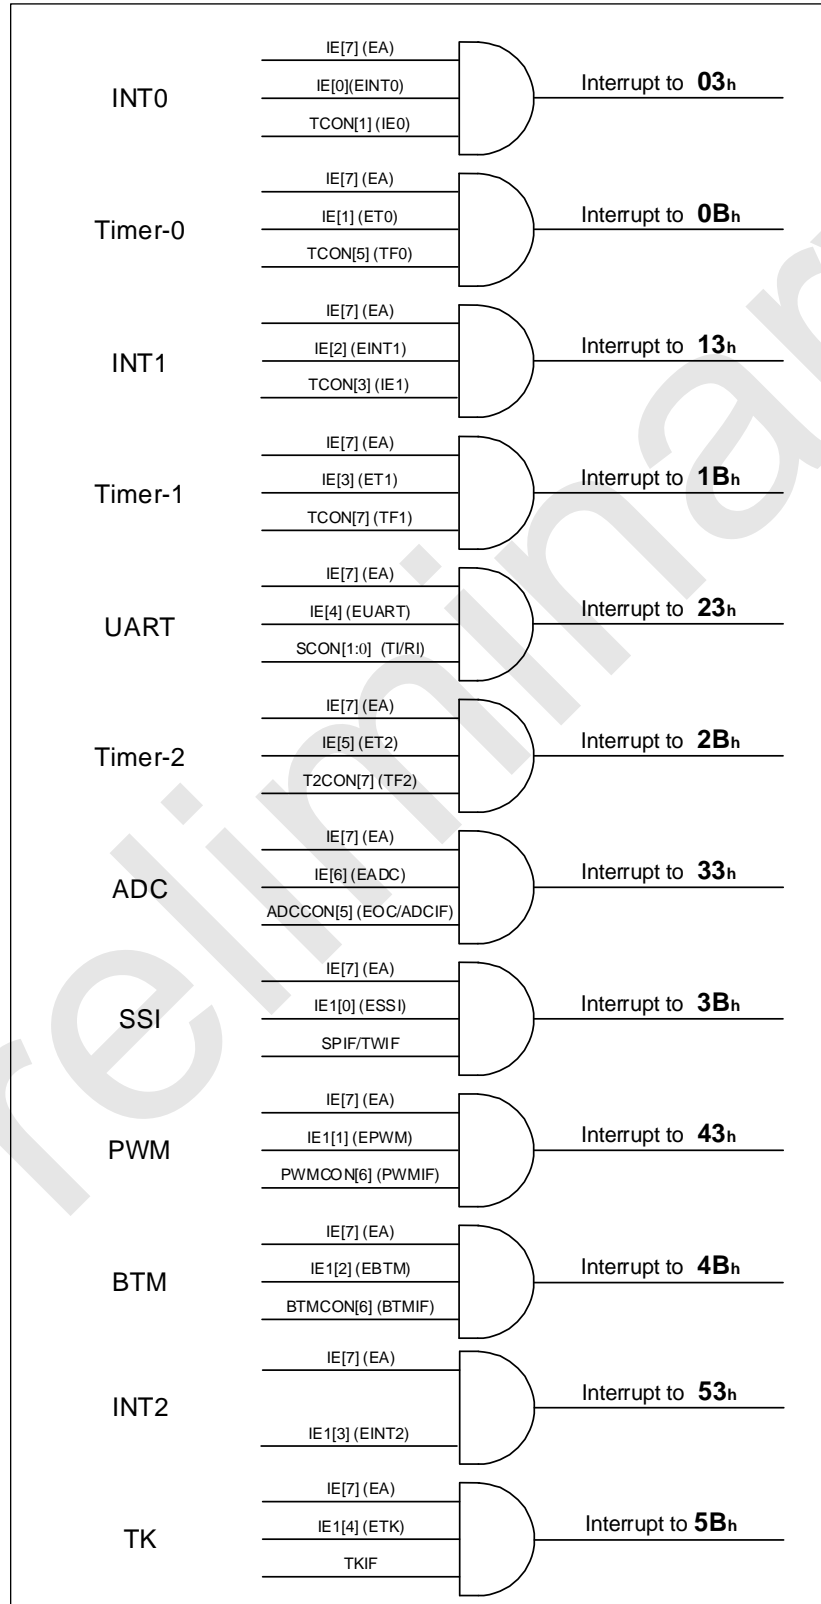 IE[7] (EA)
INT0
IE[0](EINT0)
Interrupt to 03h
TCON[1] (IE0)
IE[7] (EA)
Timer-0
IE[1] (ET0)
Interrupt to 0Bh
TCON[5] (TF0)
IE[7] (EA)
INT1
IE[2] (EINT1)
Interrupt to 13h
TCON[3] (IE1)
IE[7] (EA)
Timer-1
IE[3] (ET1)
Interrupt to 1Bh
TCON[7] (TF1)
IE[7] (EA)
UART
IE[4] (EUART)
Interrupt to 23h
SCON[1:0] (TI/RI)
IE[7] (EA)
Timer-2
IE[5] (ET2)
Interrupt to 2Bh
T2CON[7] (TF2)
IE[7] (EA)
ADC
IE[6] (EADC)
Interrupt to 33h
ADCCON[5] (EOC/ADCIF)
IE[7] (EA)
SSI
IE1[0] (ESSI)
Interrupt to 3Bh
SPIF/TWIF
IE[7] (EA)
PWM
IE1[1] (EPWM)
Interrupt to 43h
PWMCON[6] (PWMIF)
IE[7] (EA)
BTM
IE1[2] (EBTM)
Interrupt to 4Bh
BTMCON[6] (BTMIF)
IE[7] (EA)
INT2
Interrupt to 53h
IE1[3] (EINT2)
IE[7] (EA)
TK
IE1[4] (ETK)
Interrupt to 5Bh
TKIF